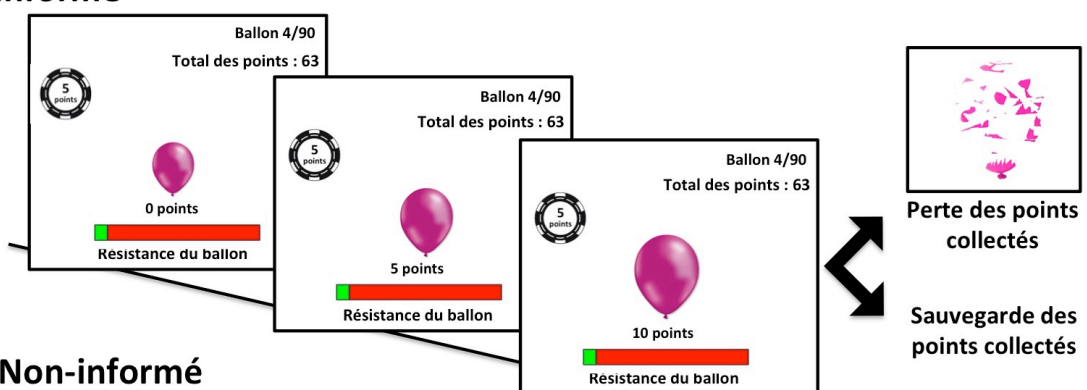 Ballon 4/90
Total des points : 63
5
points
0 points
Résistance du ballon
Ballon 4/90
Total des points : 63
5
points
5 points
Résistance du ballon
Ballon 4/90
Total des points : 63
5
points
10 points
Résistance du ballon
Perte des points
collectés
Sauvegarde des
points collectés
Non-informé